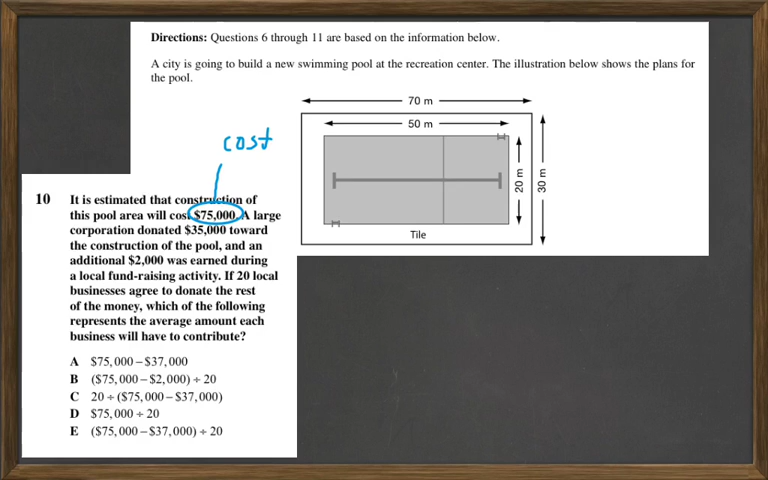 Directions: Questions 6 through 11 are based on the information below.
A city is going to build a new swimming pool at the recreation center. The illustration below shows the plans for
the pool.
70 m
50 m
20 m
30 m
Tile
cost
10 It is estimated that construction of
this pool area will cost $75,000. A large
corporation donated $35,000 toward
the construction of the pool, and an
additional $2,000 was earned during
a local fund-raising activity. If 20 local
businesses agree to donate the rest
of the money, which of the following
represents the average amount each
business will have to contribute?
A $75,000 – $37,000
B ($75,000 – $2,000) ÷ 20
C 20 ÷ ($75,000 – $37,000)
D $75,000 ÷ 20
E ($75,000 – $37,000) ÷ 20